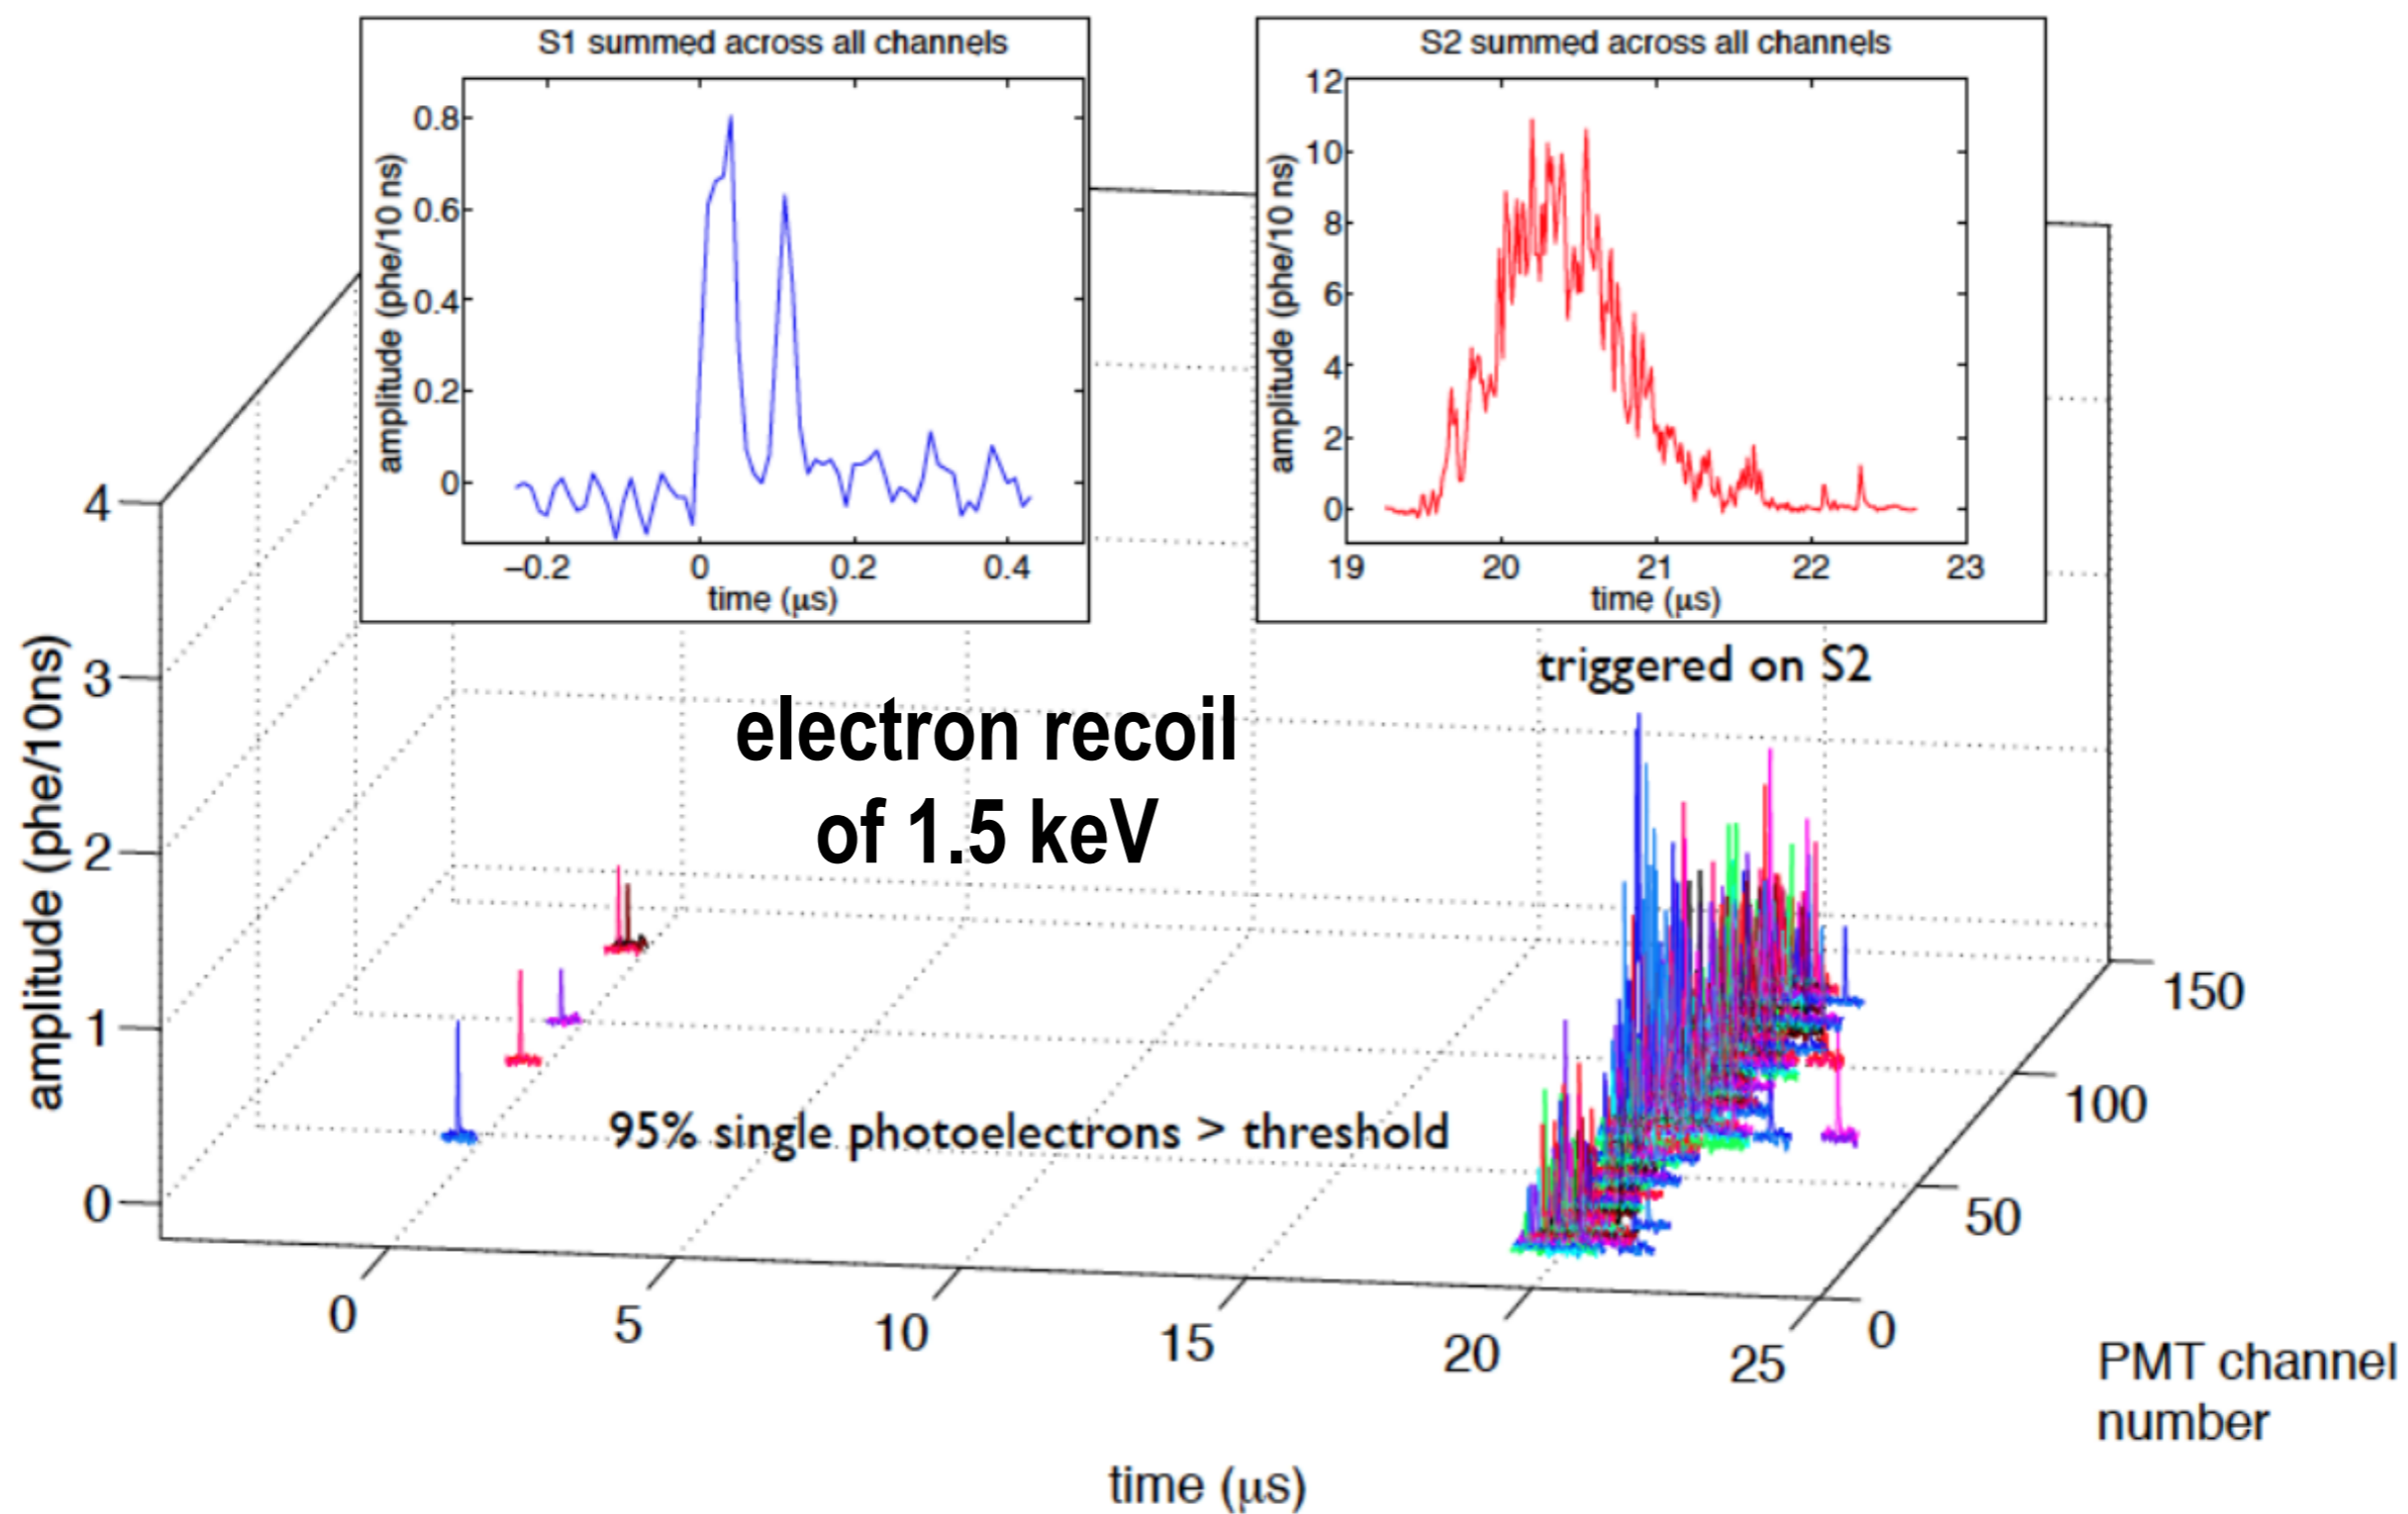 S1 summed across all channels
0.8
0.6
0.4
0.2
0
amplitude (phe/10 ns)
−0.2 0 0.2 0.4
time (μs)
S2 summed across all channels
12
10
8
6
4
2
0
amplitude (phe/10 ns)
19 20 21 22 23
time (μs)
triggered on S2
electron recoil
of 1.5 keV
95% single photoelectrons > threshold
4
3
2
1
0
amplitude (phe/10ns)
0 5 10 15 20 25
time (μs)
150
100
50
0
PMT channel
number